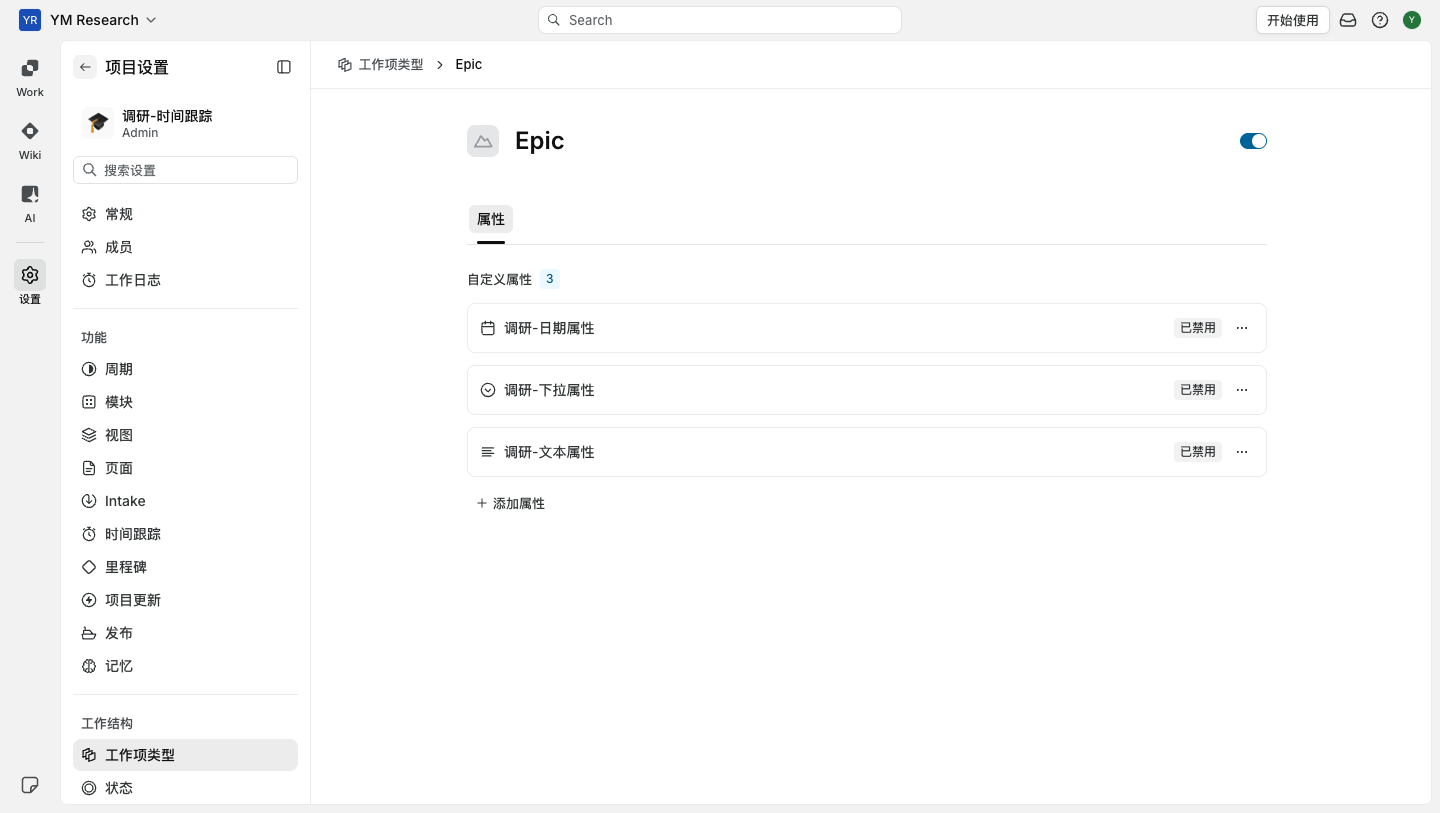 YR YM Research
Search
开始使用
Y
Work
Wiki
AI
设置
项目设置
调研-时间跟踪
Admin
搜索设置
常规
成员
工作日志
功能
周期
模块
视图
页面
Intake
时间跟踪
里程碑
项目更新
发布
记忆
工作结构
工作项类型
状态
工作项类型 Epic
Epic
属性
自定义属性 3
调研-日期属性 已禁用
调研-下拉属性 已禁用
调研-文本属性 已禁用
添加属性